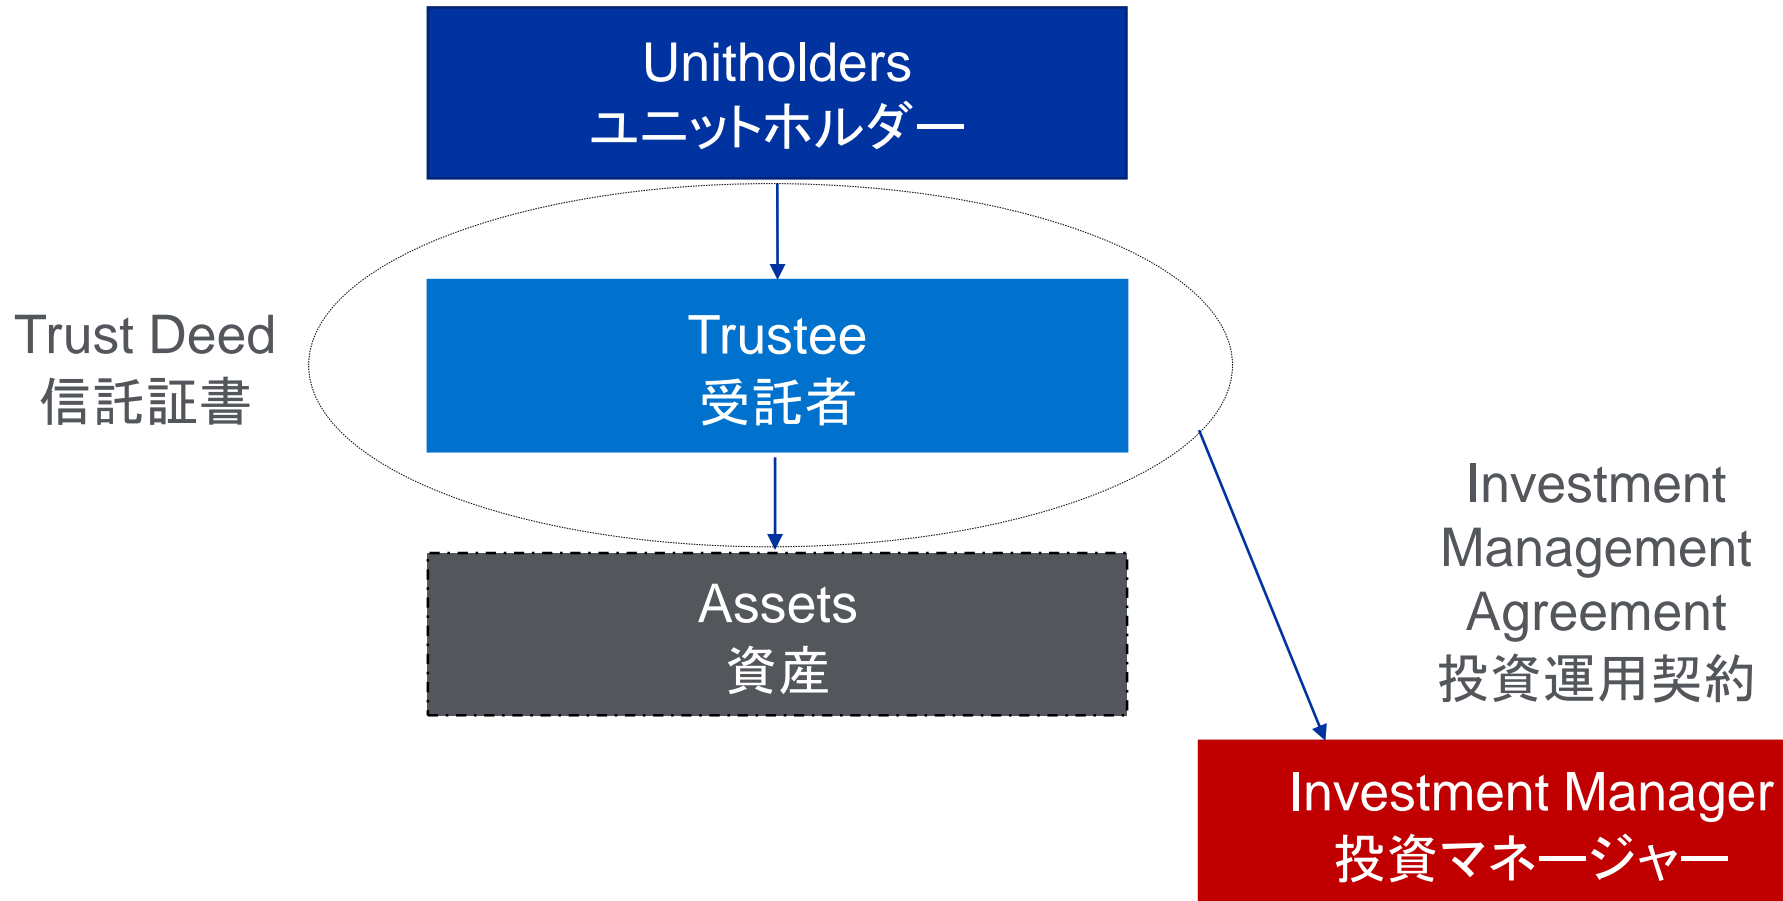 Unitholders
ユニットホルダー
Trust Deed
信託証書
Trustee
受託者
Investment
Management
Agreement
投資運用契約
Assets
資産
Investment Manager
投資マネージャー